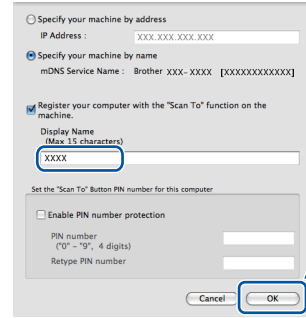 Specify your machine by address
IP Address : XXX.XXX.XXX.XXX
Specify your machine by name
mDNS Service Name : Brother XXX-XXXX [XXXXXXXXXXXX]
Register your computer with the "Scan To" function on the
machine.
Display Name
(Max 15 characters)
XXXX
Set the "Scan To" Button PIN number for this computer
Enable PIN number protection
PIN number
("0" - "9", 4 digits)
Retype PIN number
Cancel OK